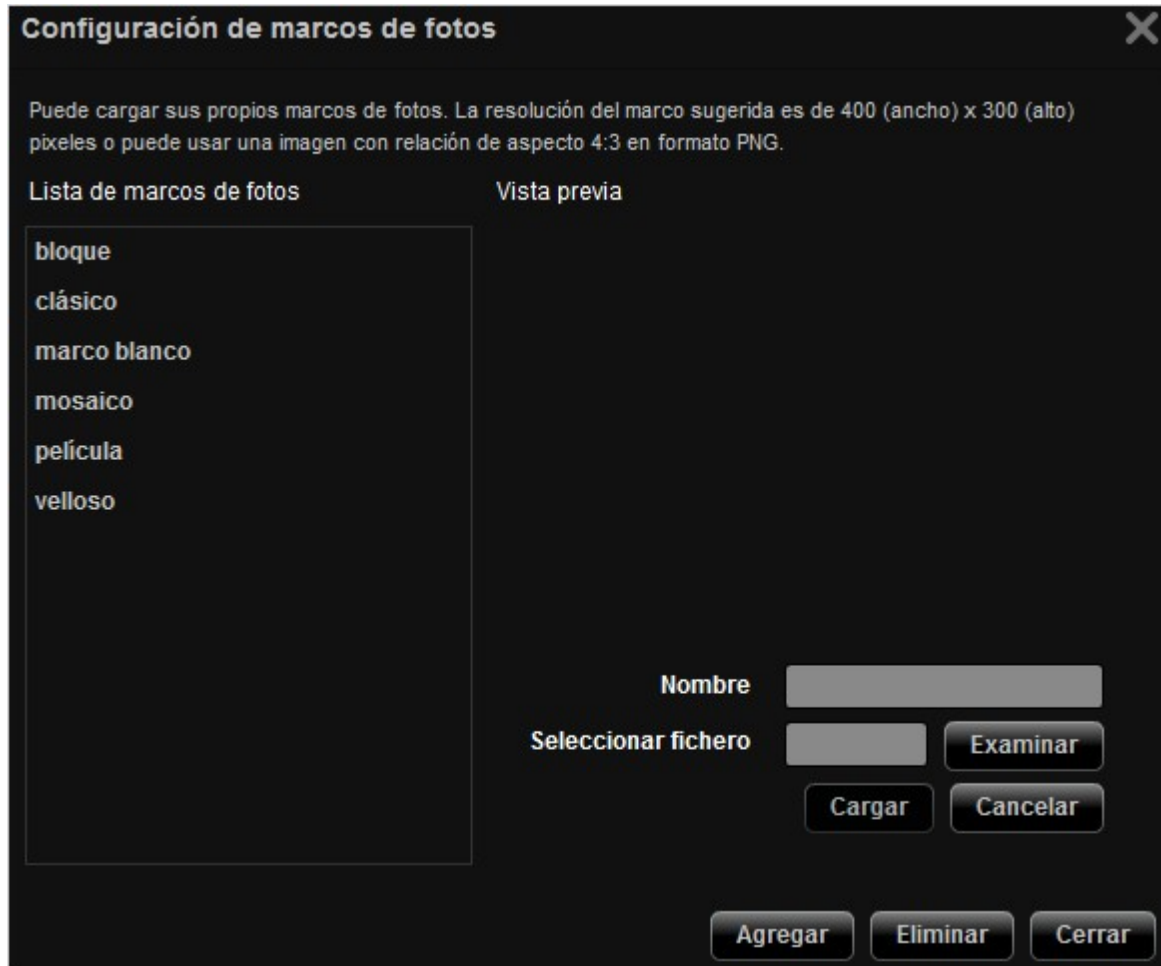 Configuración de marcos de fotos
Puede cargar sus propios marcos de fotos. La resolución del marco sugerida es de 400 (ancho) x 300 (alto)
pixeles o puede usar una imagen con relación de aspecto 4:3 en formato PNG.
Lista de marcos de fotos
Vista previa
bloque
clásico
marco blanco
mosaico
película
velloso
Nombre
Seleccionar fichero
Examinar
Cargar
Cancelar
Agregar
Eliminar
Cerrar